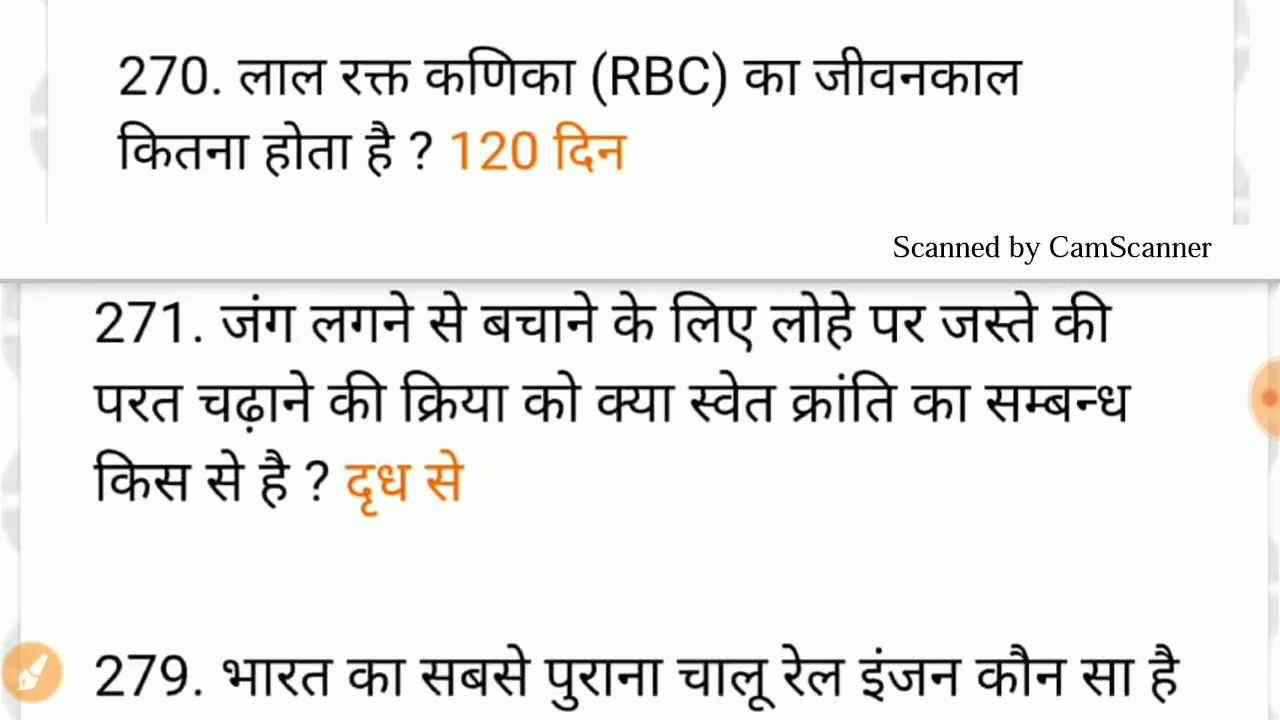 270. लाल रक्त कणिका (RBC) का जीवनकाल
कितना होता है ? 120 दिन
Scanned by CamScanner
271. जंग लगने से बचाने के लिए लोहे पर जस्ते की
परत चढ़ाने की क्रिया को क्या स्वेत क्रांति का सम्बन्ध
किस से है ? दृध से
279. भारत का सबसे पुराना चालू रेल इंजन कौन सा है